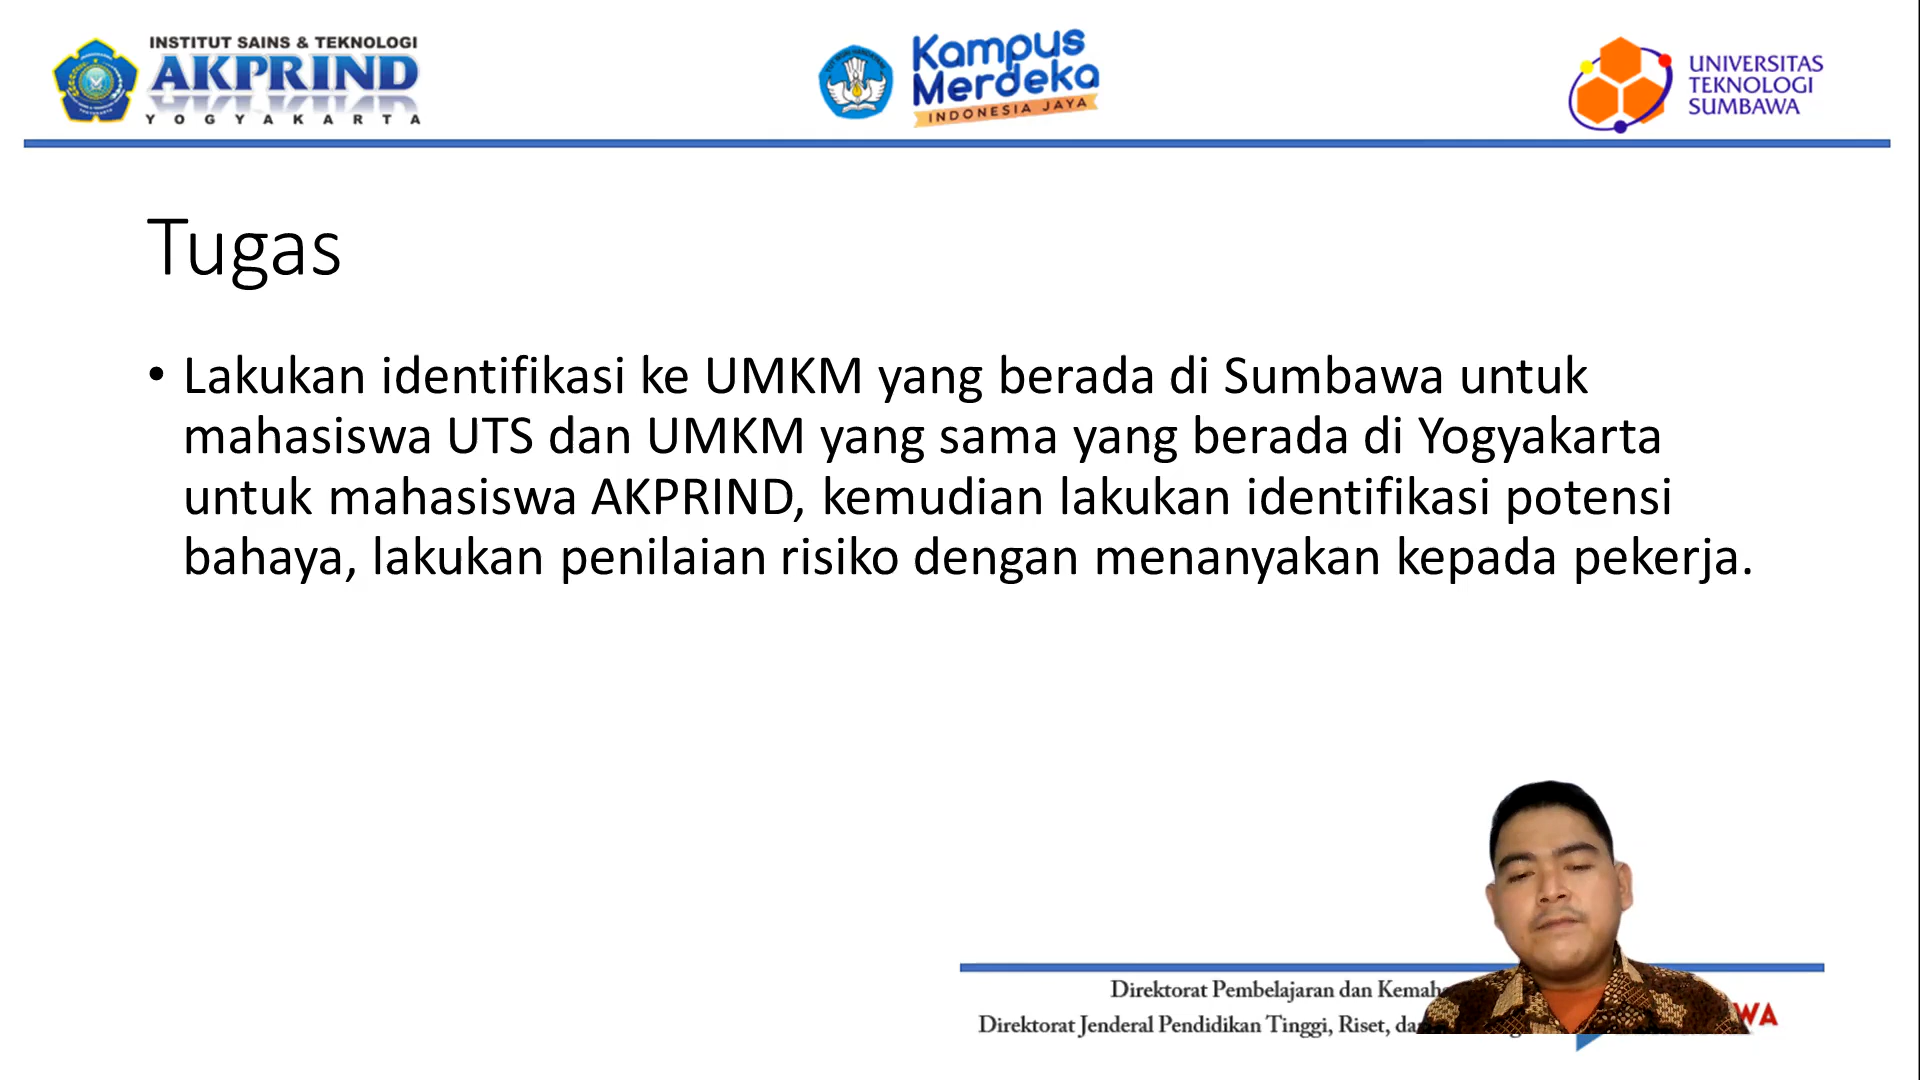 INSTITUT SAINS & TEKNOLOGI
AKPRIND
YOGYAKARTA
Kampus
Merdeka
INDONESIA JAYA
UNIVERSITAS
TEKNOLOGI
SUMBAWA
Tugas
• Lakukan identifikasi ke UMKM yang berada di Sumbawa untuk
mahasiswa UTS dan UMKM yang sama yang berada di Yogyakarta
untuk mahasiswa AKPRIND, kemudian lakukan identifikasi potensi
bahaya, lakukan penilaian risiko dengan menanyakan kepada pekerja.
Direktorat Pembelajaran dan
Direktorat Jenderal Pendidikan Tinggi, Riset,